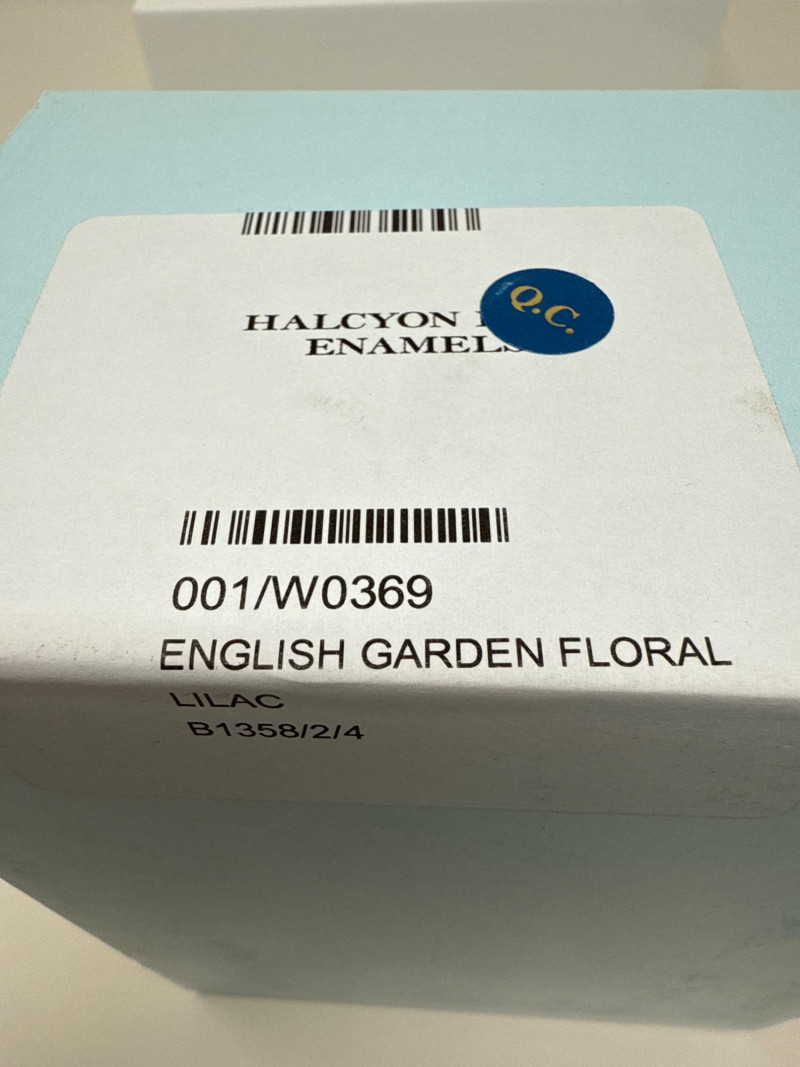 HALCYON
ENAMELS
Q.C.
001/W0369
ENGLISH GARDEN FLORAL
LILAC
B1358/2/4